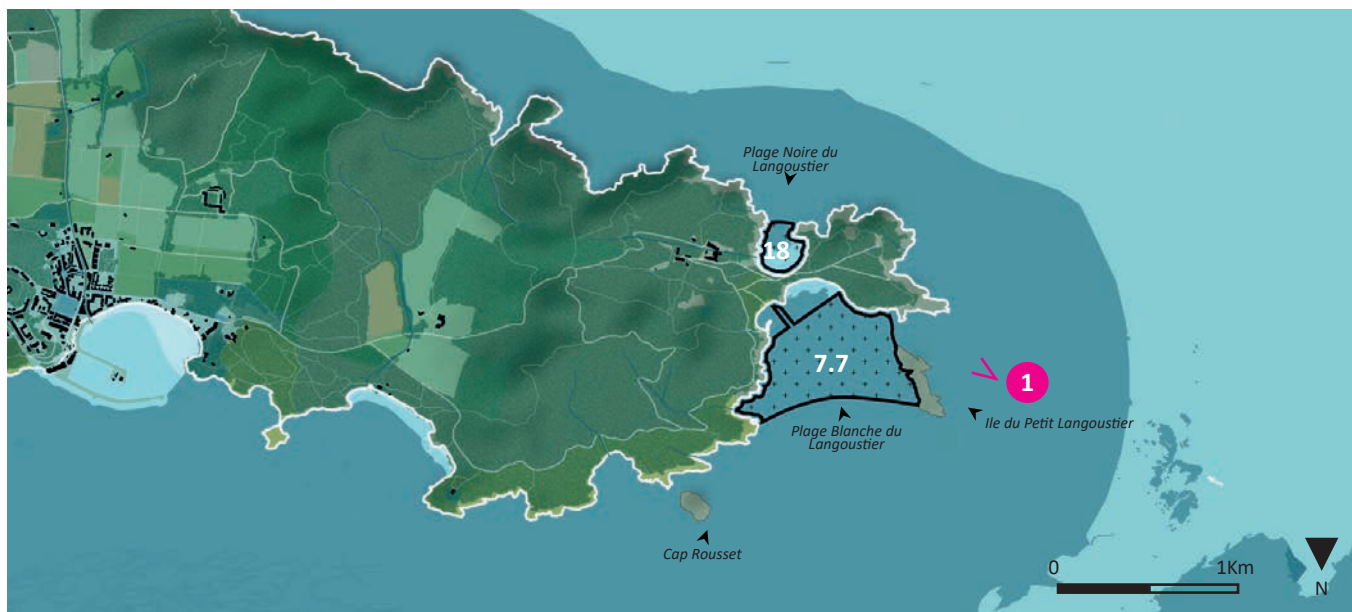 Plage Noire du
Langoustier
18
7.7
1
Plage Blanche du
Langoustier
Ile du Petit Langoustier
Cap Rousset
0
1Km
N